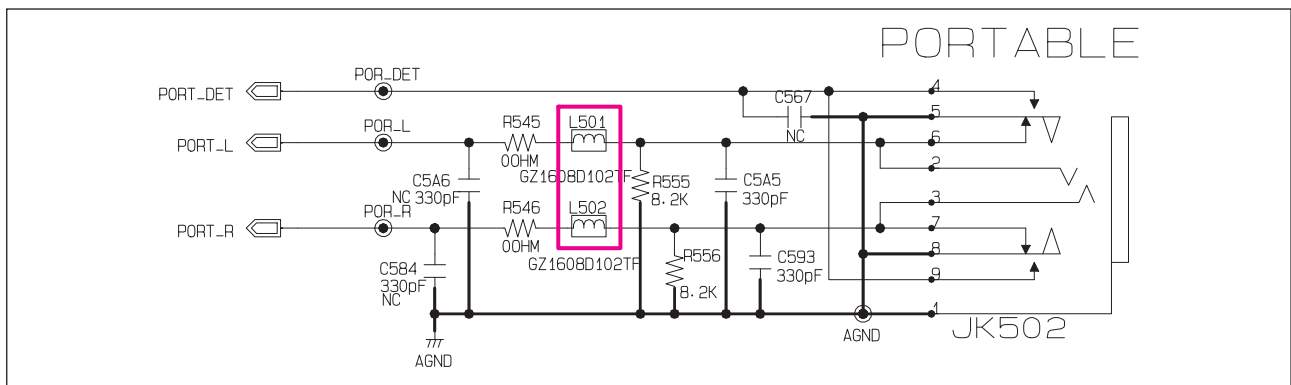 PORTABLE
POR_DET
PORT_DET
4
C567
NC
5
POR_L
R545
L501
PORT_L
6
00HM
GZ1608D102TF
2
C5A6
NC 330pF
R555
8.2K
C5A5
330pF
3
POR_R
R546
L502
PORT_R
7
00HM
GZ1608D102TF
8
C584
330pF
NC
R556
8.2K
C593
330pF
9
1
AGND
AGND
JK502